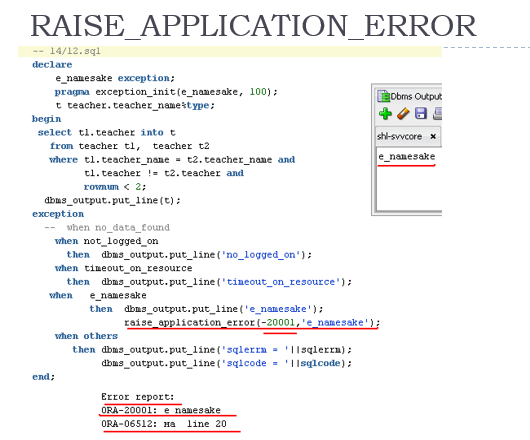 RAISE_APPLICATION_ERROR
-- 14/12.sql
declare
e_namesake exception;
pragma exception_init(e_namesake, 100);
t teacher.teacher_name%type;
begin
select t1.teacher into t
from teacher t1, teacher t2
where t1.teacher_name = t2.teacher_name and
t1.teacher != t2.teacher and
rownum < 2;
dbms_output.put_line(t);
exception
-- when no_data_found
when not_logged_on
then dbms_output.put_line('no_logged_on');
when timeout_on_resource
then dbms_output.put_line('timeout_on_resource');
when e_namesake
then dbms_output.put_line('e_namesake');
raise_application_error(-20001,'e_namesake');
when others
then dbms_output.put_line('sqlerrm = '||sqlerrm);
dbms_output.put_line('sqlcode = '||sqlcode);
end;
Error report:
ORA-20001: e namesake
ORA-06512: на line 20
Dbms Output
shl-svvcore
e_namesake